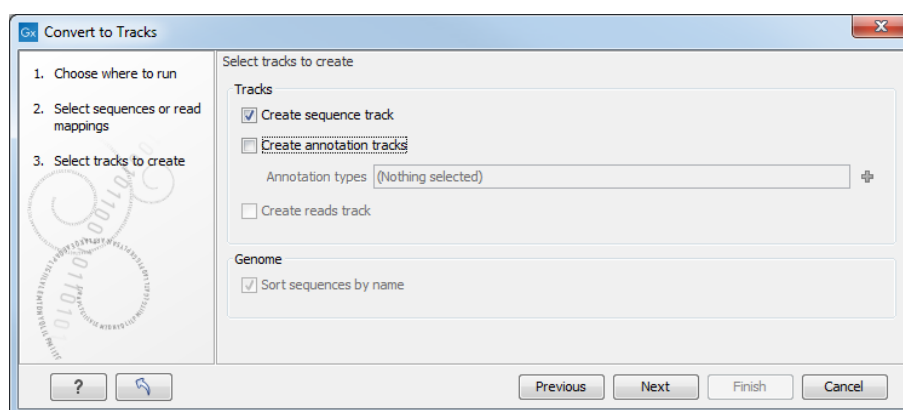 Gx Convert to Tracks
1. Choose where to run
2. Select sequences or read
mappings
3. Select tracks to create
Select tracks to create
Tracks
Create sequence track
Create annotation tracks
Annotation types (Nothing selected)
Create reads track
Genome
Sort sequences by name
?
Previous
Next
Finish
Cancel